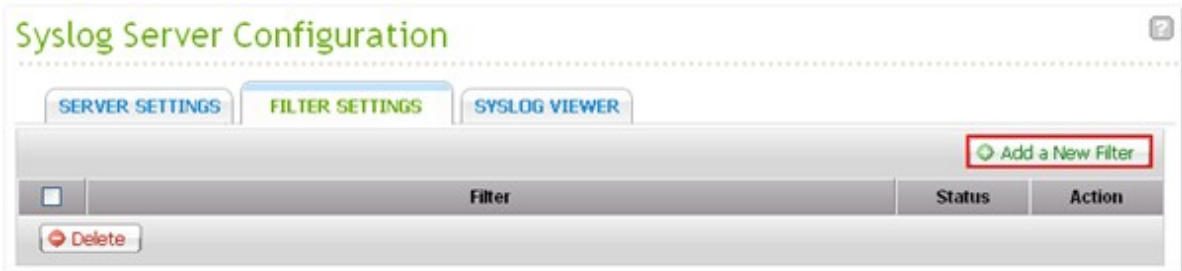 Syslog Server Configuration
?
SERVER SETTINGS FILTER SETTINGS SYSLOG VIEWER
Add a New Filter
Filter Status Action
Delete